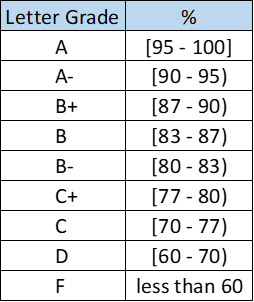 Letter Grade %
A [95 - 100]
A- [90 - 95)
B+ [87 - 90)
B [83 - 87)
B- [80 - 83)
C+ [77 - 80)
C [70 - 77)
D [60 - 70)
F less than 60